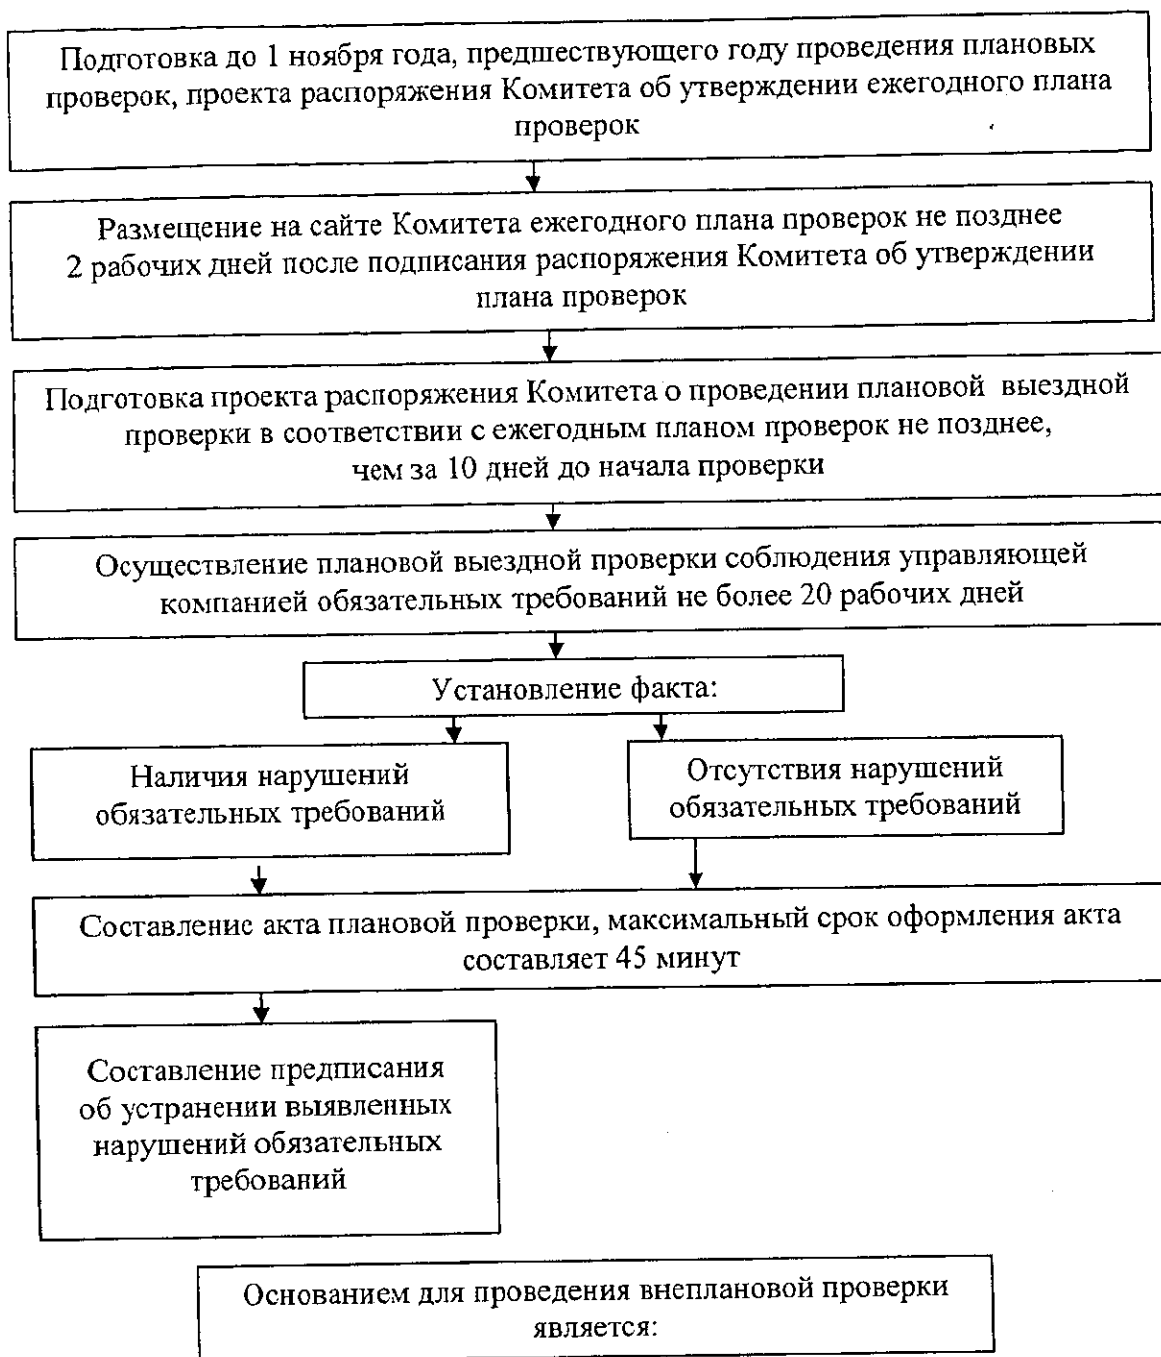 Подготовка до 1 ноября года, предшествующего году проведения плановых
проверок, проекта распоряжения Комитета об утверждении ежегодного плана
проверок
Размещение на сайте Комитета ежегодного плана проверок не позднее
2 рабочих дней после подписания распоряжения Комитета об утверждении
плана проверок
Подготовка проекта распоряжения Комитета о проведении плановой выездной
проверки в соответствии с ежегодным планом проверок не позднее,
чем за 10 дней до начала проверки
Осуществление плановой выездной проверки соблюдения управляющей
компанией обязательных требований не более 20 рабочих дней
Установление факта:
Наличия нарушений
обязательных требований
Отсутствия нарушений
обязательных требований
Составление акта плановой проверки, максимальный срок оформления акта
составляет 45 минут
Составление предписания
об устранении выявленных
нарушений обязательных
требований
Основанием для проведения внеплановой проверки
является: